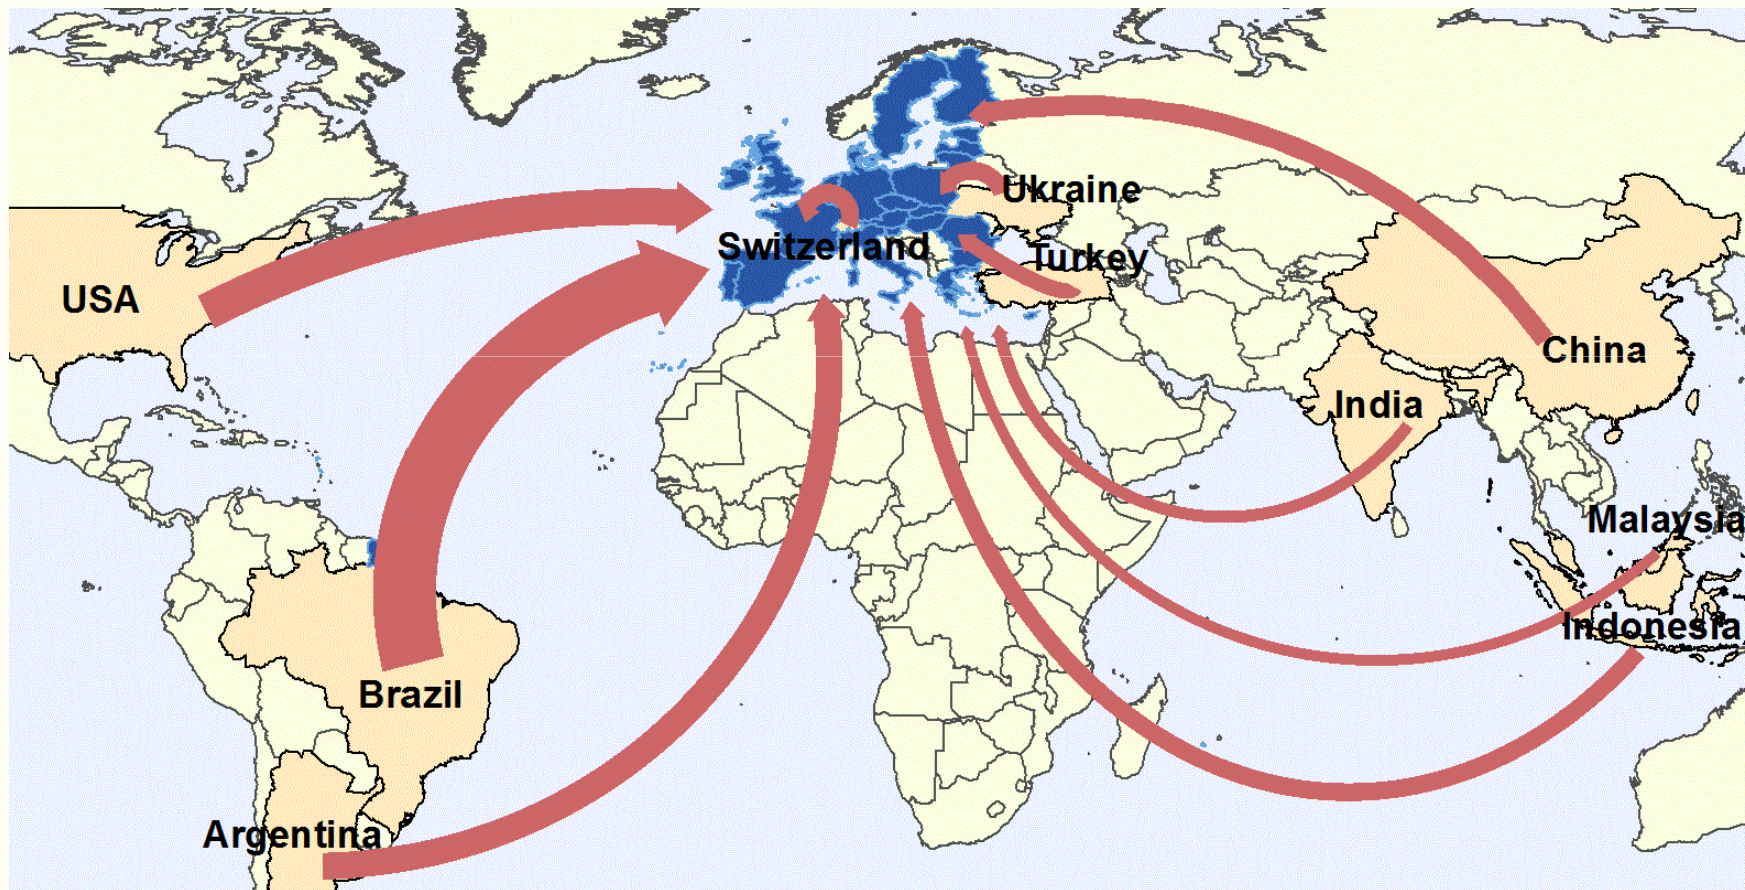 Ukraine
Switzerland
Turkey
USA
China
India
Malaysia
Indonesia
Brazil
Argentina